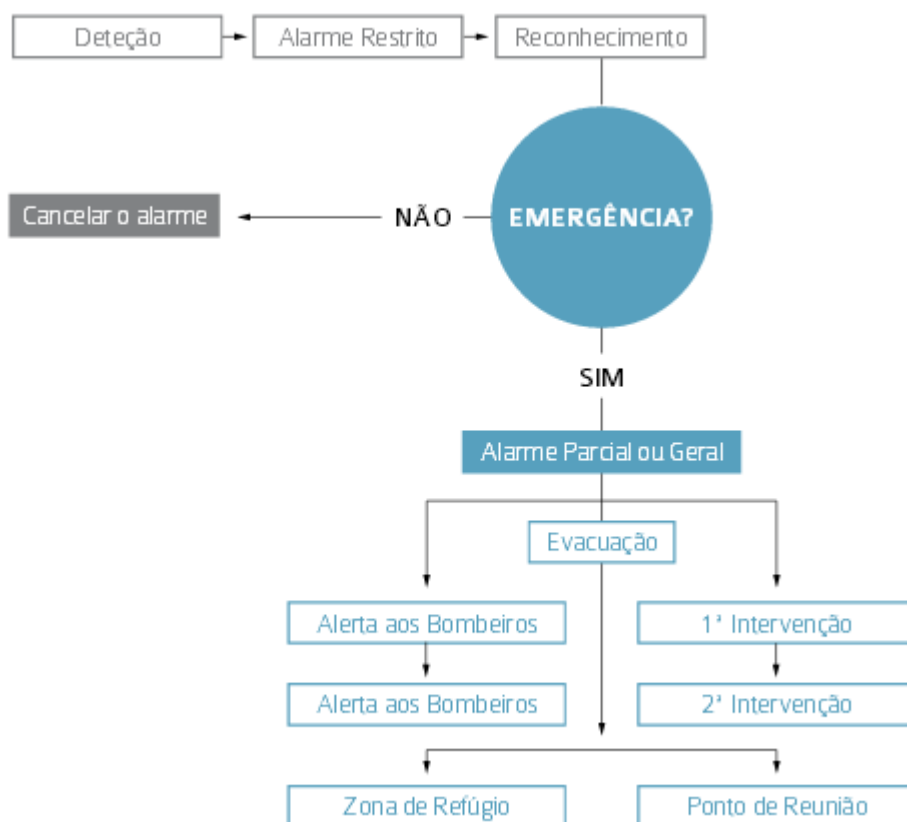 Deteção
Alarme Restrito
Reconhecimento
Cancelar o alarme
NÃO
EMERGÊNCIA?
SIM
Alarme Parcial ou Geral
Evacuação
Alerta aos Bombeiros
1ª Intervenção
Alerta aos Bombeiros
2ª Intervenção
Zona de Refúgio
Ponto de Reunião